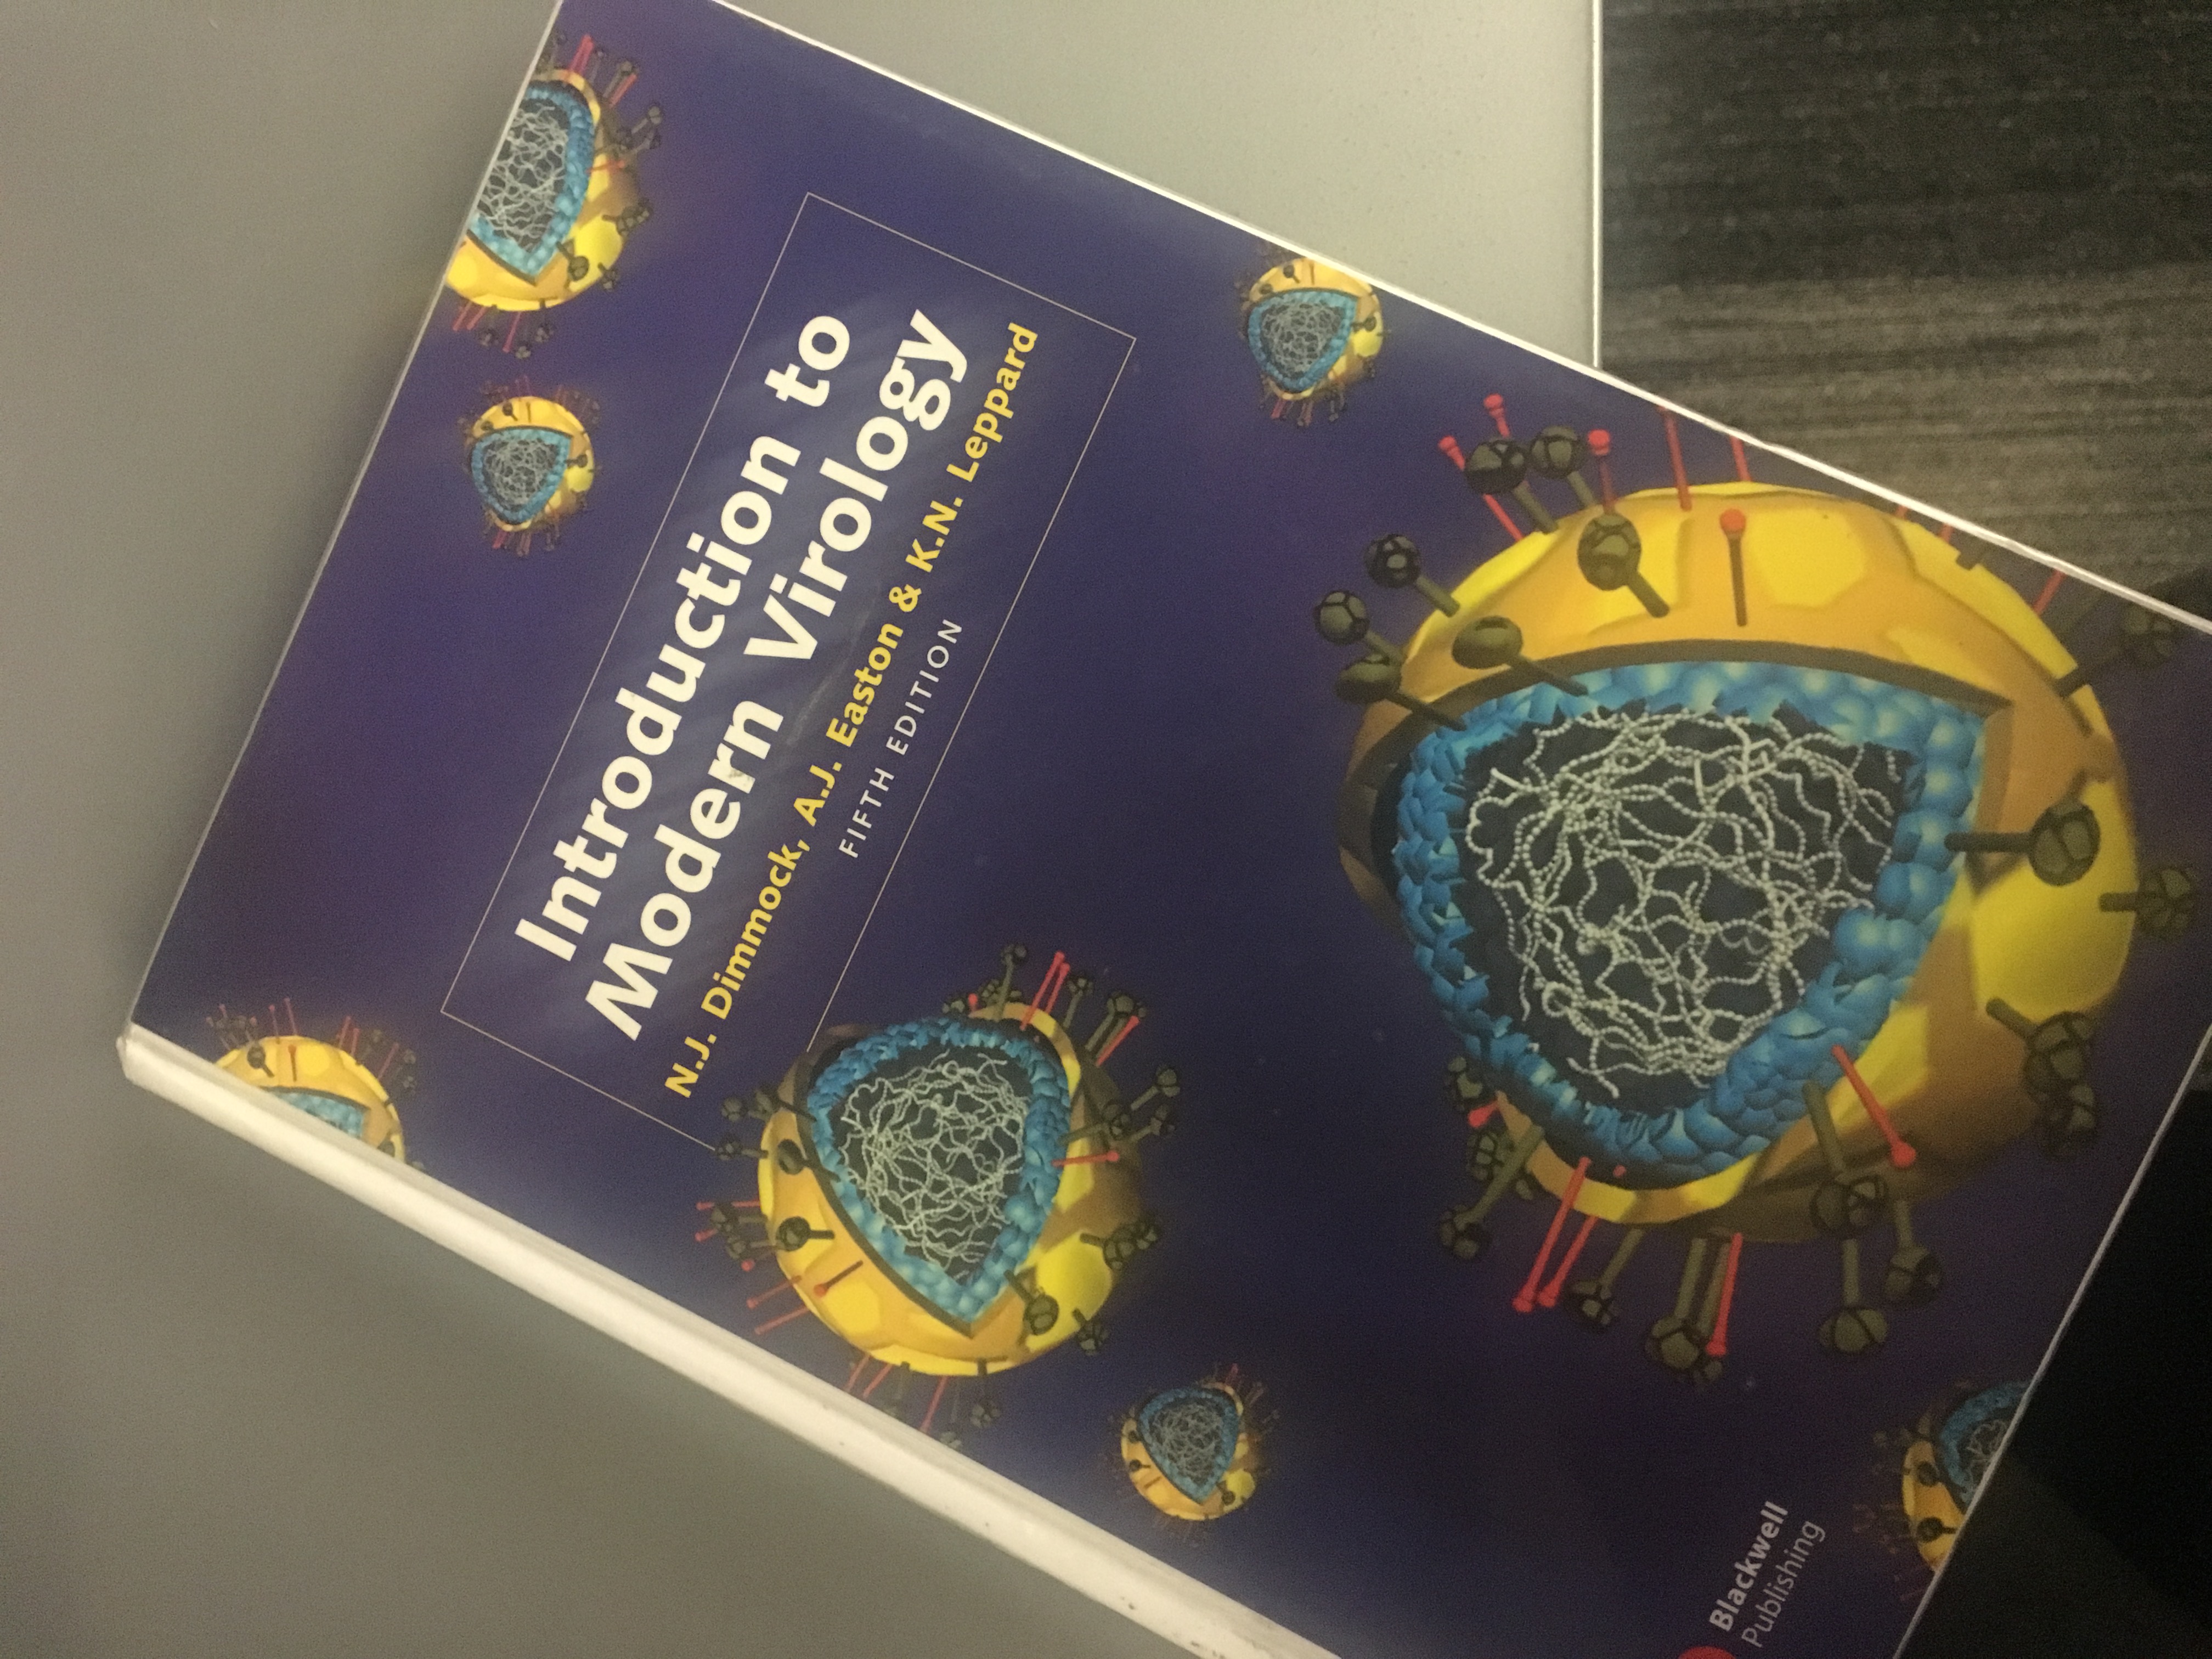 Introduction to
Modern Virology
N.J. Dimmock, A.J. Easton & K.N. Leppard
FIFTH EDITION
Blackwell
Publishing